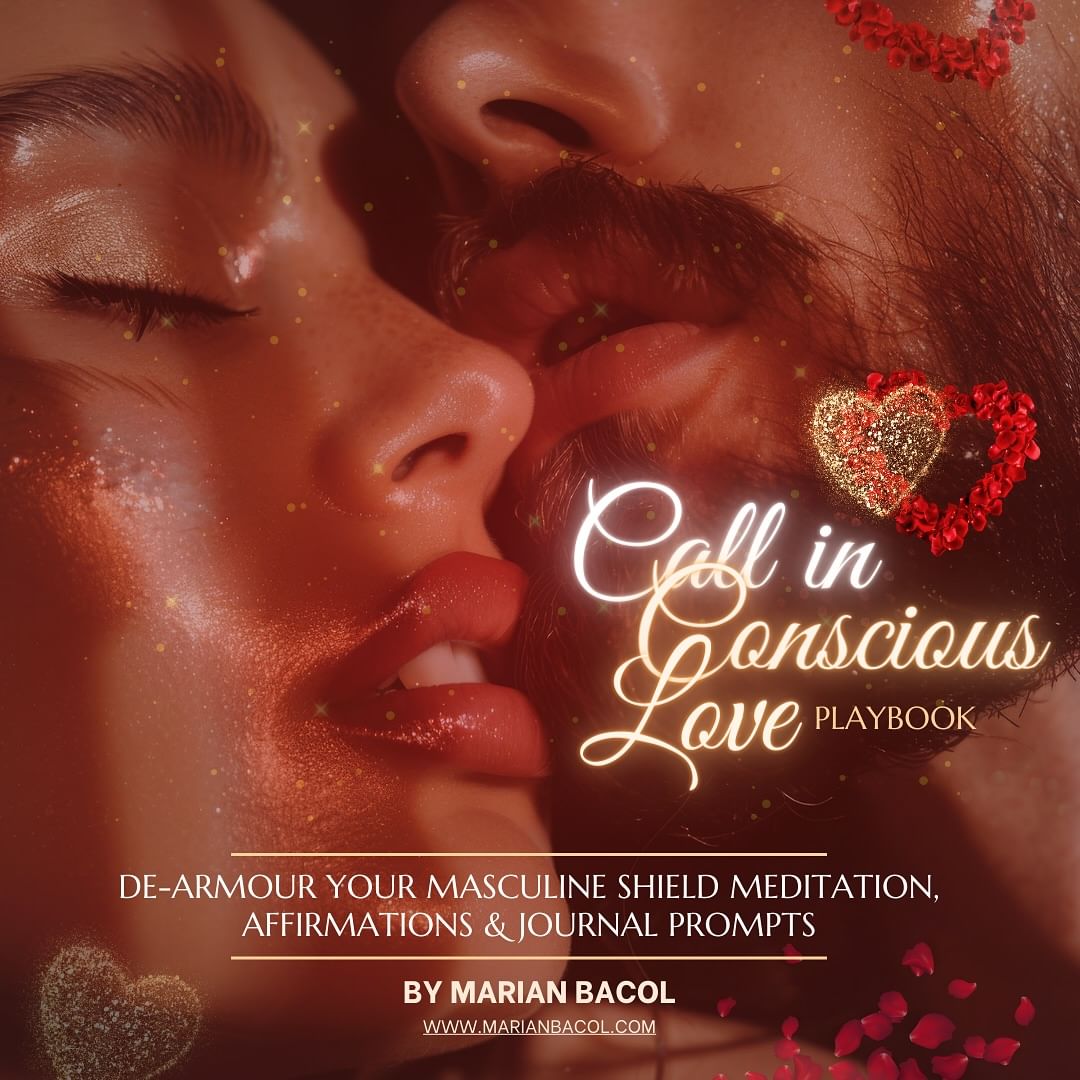 Call in
Conscious
Love PLAYBOOK
DE-ARMOUR YOUR MASCULINE SHIELD MEDITATION,
AFFIRMATIONS & JOURNAL PROMPTS
BY MARIAN BACOL
WWW.MARIANBACOL.COM